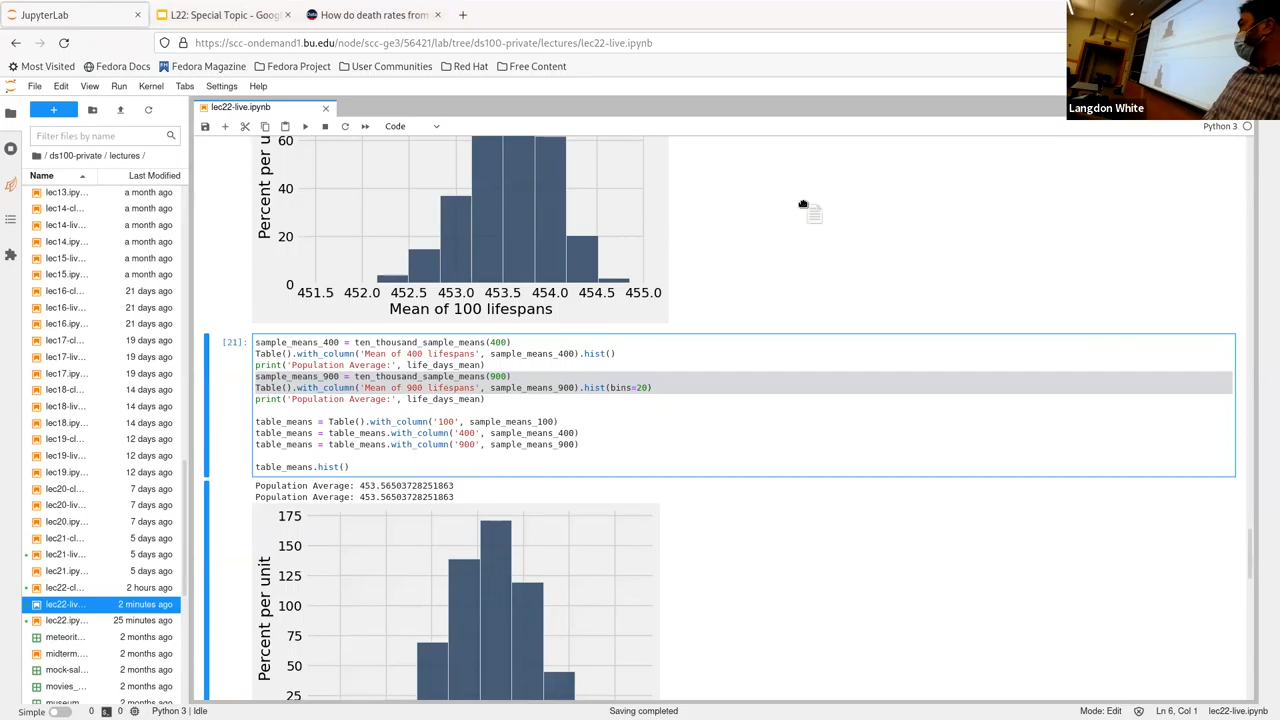 JupyterLab
L22: Special Topic - Goog
How do death rates from
https://scc-ondemand1.bu.edu/node/scc-ge3/56421/lab/tree/ds100-private/lectures/lec22-live.ipynb
Most Visited
Fedora Docs
Fedora Magazine
Fedora Project
User Communities
Red Hat
Free Content
Langdon White
File Edit View Run Kernel Tabs Settings Help
lec22-live.ipynb
Filter files by name
Code
Python 3
/ ds100-private / lectures /
Name Last Modified
lec13.ipy... a month ago
lec14-cl... a month ago
lec14-liv... a month ago
lec14.ipy... a month ago
lec15-liv... a month ago
lec15.ipy... a month ago
lec16-cl... 21 days ago
lec16-liv... 21 days ago
lec16.ipy... 21 days ago
lec17-cl... 19 days ago
lec17-liv... 19 days ago
lec17.ipy... 19 days ago
lec18-cl... 14 days ago
lec18-liv... 14 days ago
lec18.ipy... 14 days ago
lec19-cl... 12 days ago
lec19-liv... 12 days ago
lec19.ipy... 12 days ago
lec20-cl... 7 days ago
lec20-liv... 7 days ago
lec20.ipy... 7 days ago
lec21-cl... 5 days ago
lec21-liv... 5 days ago
lec21.ipy... 5 days ago
lec22-cl... 2 hours ago
lec22-liv... 2 minutes ago
lec22.ipy... 25 minutes ago
meteorit... 2 months ago
midterm.... 2 months ago
mock-sal... 2 months ago
movies_... 2 months ago
museum 2 months ago
Percent per u
60
40
20
0
451.5 452.0 452.5 453.0 453.5 454.0 454.5 455.0
Mean of 100 lifespans
[21]:
sample_means_400 = ten_thousand_sample_means(400)
Table().with_column('Mean of 400 lifespans', sample_means_400).hist()
print('Population Average:', life_days_mean)
sample_means_900 = ten_thousand_sample_means(900)
Table().with_column('Mean of 900 lifespans', sample_means_900).hist(bins=20)
print('Population Average:', life_days_mean)
table_means = Table().with_column('100', sample_means_100)
table_means = table_means.with_column('400', sample_means_400)
table_means = table_means.with_column('900', sample_means_900)
table_means.hist()
Population Average: 453.56503728251863
Population Average: 453.56503728251863
Percent per unit
175
150
125
100
75
50
25
Simple 0 0 Python 3 | Idle Saving completed Mode: Edit Ln 6, Col 1 lec22-live.ipynb